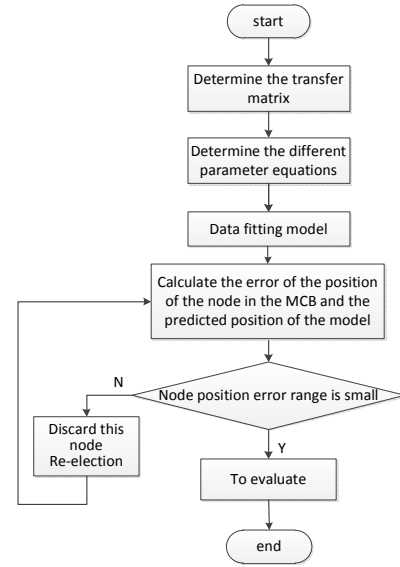 start
Determine the transfer
matrix
Determine the different
parameter equations
Data fitting model
Calculate the error of the position
of the node in the MCB and the
predicted position of the model
N
Node position error range is small
Discard this
node
Re-election
Y
To evaluate
end